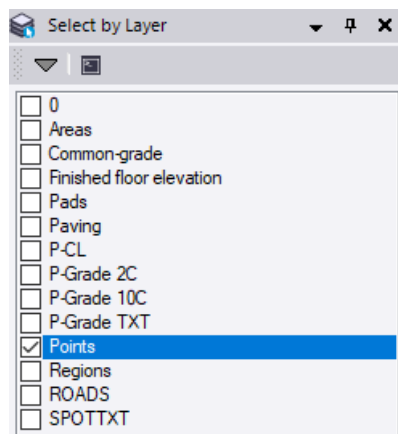 Select by Layer
0
Areas
Common-grade
Finished floor elevation
Pads
Paving
P-CL
P-Grade 2C
P-Grade 10C
P-Grade TXT
Points
Regions
ROADS
SPOTTXT